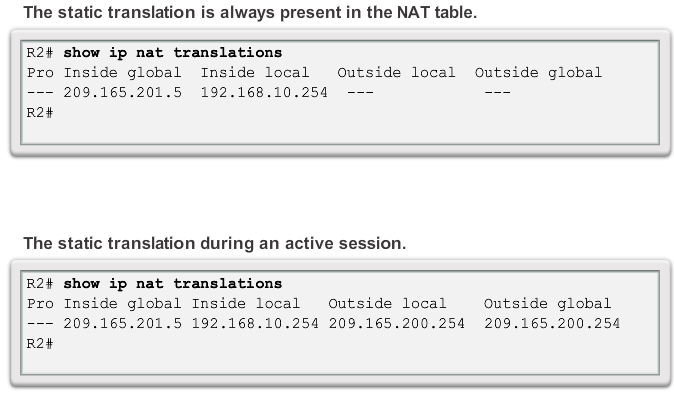 The static translation is always present in the NAT table.
R2# show ip nat translations
Pro Inside global  Inside local   Outside local  Outside global
--- 209.165.201.5  192.168.10.254  ---            ---
R2#
The static translation during an active session.
R2# show ip nat translations
Pro Inside global Inside local   Outside local    Outside global
--- 209.165.201.5 192.168.10.254 209.165.200.254  209.165.200.254
R2#